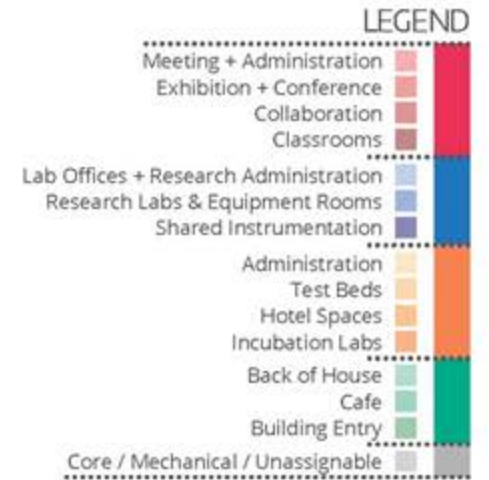 LEGEND
Meeting + Administration
Exhibition + Conference
Collaboration
Classrooms
Lab Offices + Research Administration
Research Labs & Equipment Rooms
Shared Instrumentation
Administration
Test Beds
Hotel Spaces
Incubation Labs
Back of House
Cafe
Building Entry
Core / Mechanical / Unassignable